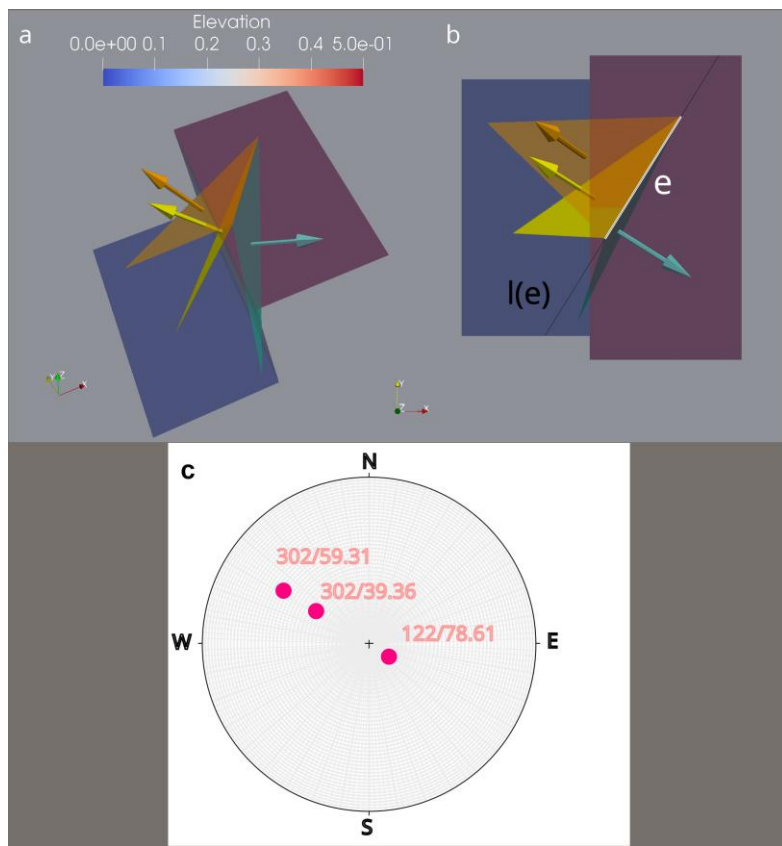 a
Elevation
0.0e+00 0.1 0.2 0.3 0.4 5.0e-01
b
e
l(e)
Y Z X
Y
Z X
c
N
302/59.31
302/39.36
W
122/78.61
E
S